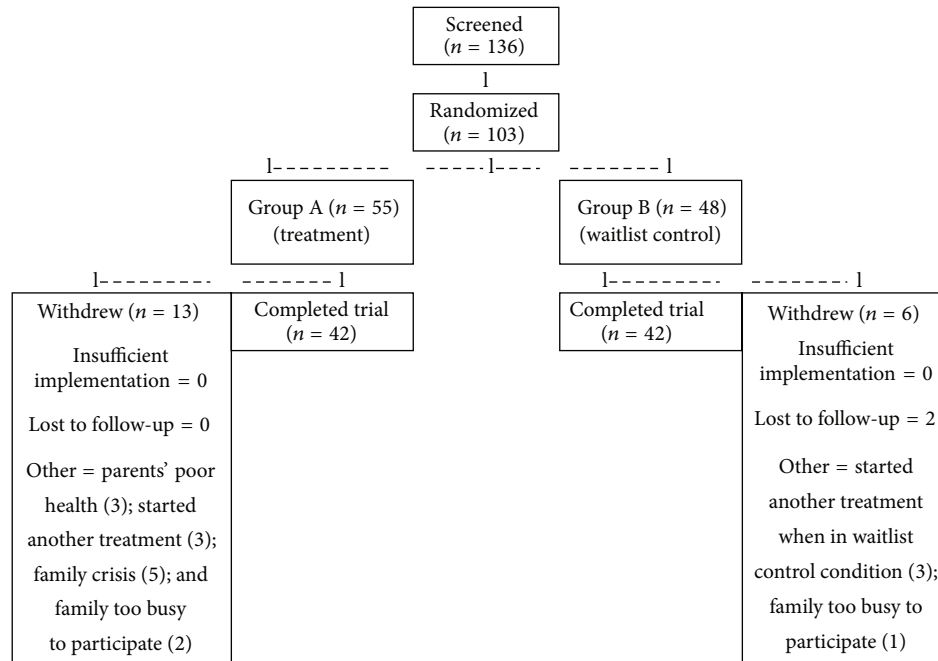 Screened
(n = 136)
l
Randomized
(n = 103)
l--------- ------l---- ---------l
Group A (n = 55)
(treatment)
Group B (n = 48)
(waitlist control)
l--------- ---------l
l--------- ---------l
Withdrew (n = 13)
Insufficient
implementation = 0
Lost to follow-up = 0
Other = parents’ poor
health (3); started
another treatment (3);
family crisis (5); and
family too busy
to participate (2)
Completed trial
(n = 42)
Completed trial
(n = 42)
Withdrew (n = 6)
Insufficient
implementation = 0
Lost to follow-up = 2
Other = started
another treatment
when in waitlist
control condition (3);
family too busy to
participate (1)